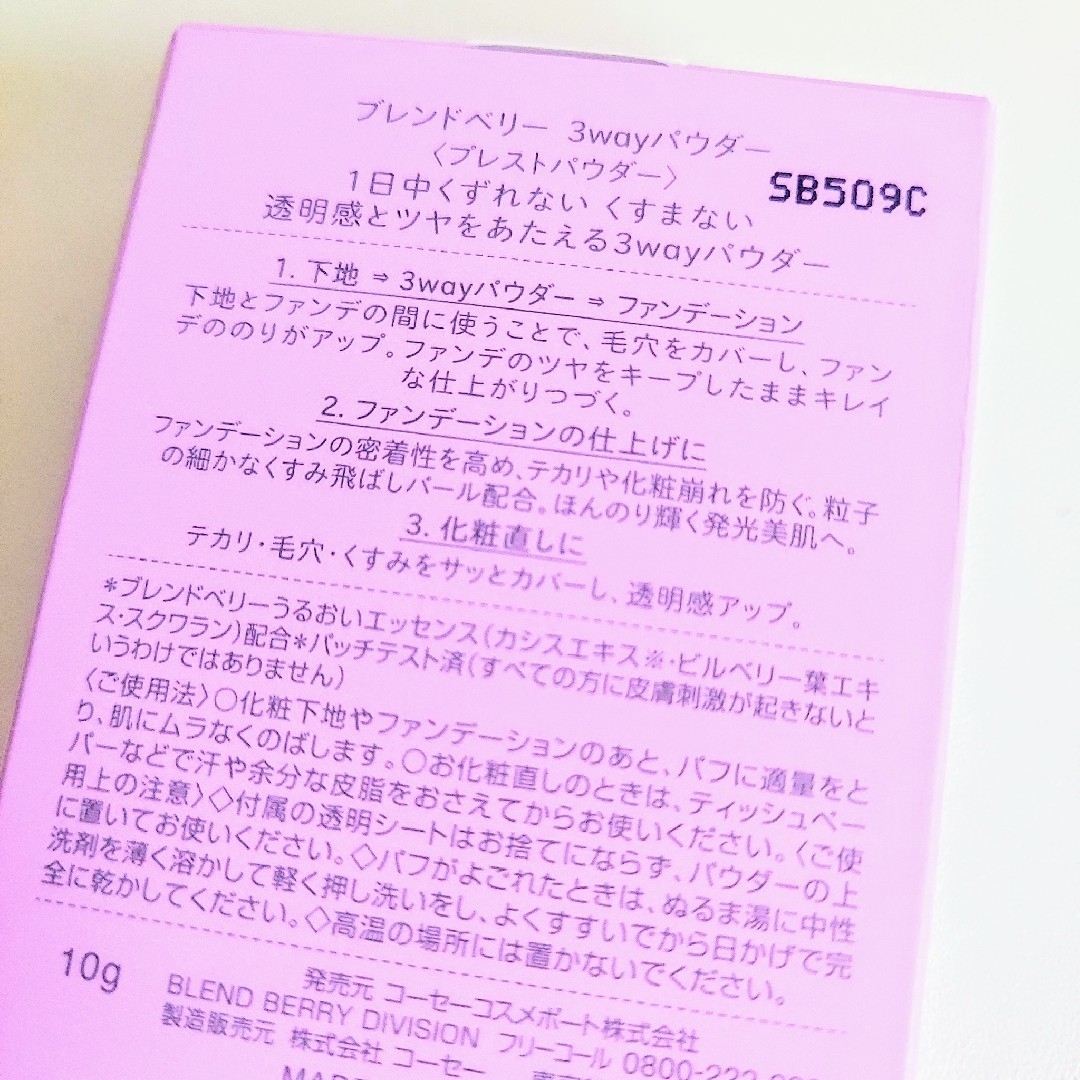 ブレンドベリー 3wayパウダー
〈プレストパウダー〉
SB509C
1日中くずれない くすまない
透明感とツヤをあたえる3wayパウダー
1. 下地 ⇒ 3wayパウダー ⇒ ファンデーション
下地とファンデの間に使うことで、毛穴をカバーし、ファン
デののりがアップ。ファンデのツヤをキープしたままキレイ
な仕上がりつづく。
2. ファンデーションの仕上げに
ファンデーションの密着性を高め、テカリや化粧崩れを防ぐ。粒子
の細かなくすみ飛ばしパール配合。ほんのり輝く発光美肌へ。
3. 化粧直しに
テカリ・毛穴・くすみをサッとカバーし、透明感アップ。
*ブレンドベリーうるおいエッセンス(カシスエキス※・ビルベリー葉エキ
ス・スクワラン)配合*パッチテスト済(すべての方に皮膚刺激が起きないと
いうわけではありません)
〈ご使用法〉○化粧下地やファンデーションのあと、パフに適量をと
り、肌にムラなくのばします。○お化粧直しのときは、ティッシュペー
パーなどで汗や余分な皮脂をおさえてからお使いください。〈ご使
用上の注意〉◇付属の透明シートはお捨てにならず、パウダーの上
に置いてお使いください。◇パフがよごれたときは、ぬるま湯に中性
洗剤を薄く溶かして軽く押し洗いをし、よくすすいでから日かげで完
全に乾かしてください。◇高温の場所には置かないでください。
10g
発売元 コーセーコスメポート株式会社
BLEND BERRY DIVISION フリーコール 0800-222-
製造販売元 株式会社 コーセー